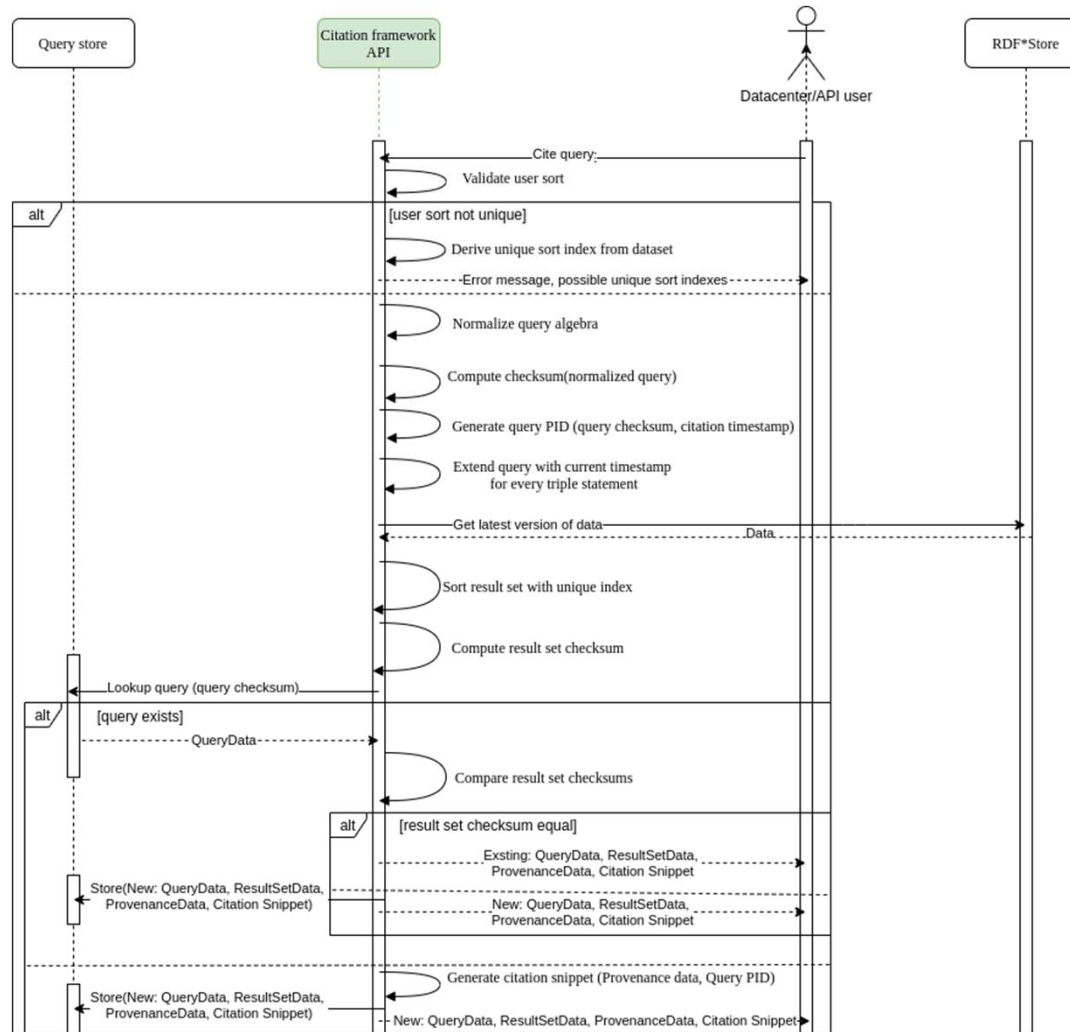 Query store
Citation framework
API
Datacenter/API user
RDF*Store
Cite query:
Validate user sort
alt
[user sort not unique]
Derive unique sort index from dataset
Error message, possible unique sort indexes
Normalize query algebra
Compute checksum(normalized query)
Generate query PID (query checksum, citation timestamp)
Extend query with current timestamp
for every triple statement
Get latest version of data
Data
Sort result set with unique index
Compute result set checksum
Lookup query (query checksum)
alt
[query exists]
QueryData
Compare result set checksums
alt
[result set checksum equal]
Exsting: QueryData, ResultSetData,
ProvenanceData, Citation Snippet
Store(New: QueryData, ResultSetData,
ProvenanceData, Citation Snippet)
New: QueryData, ResultSetData,
ProvenanceData, Citation Snippet
Generate citation snippet (Provenance data, Query PID)
Store(New: QueryData, ResultSetData,
ProvenanceData, Citation Snippet)
New: QueryData, ResultSetData, ProvenanceData, Citation Snippet